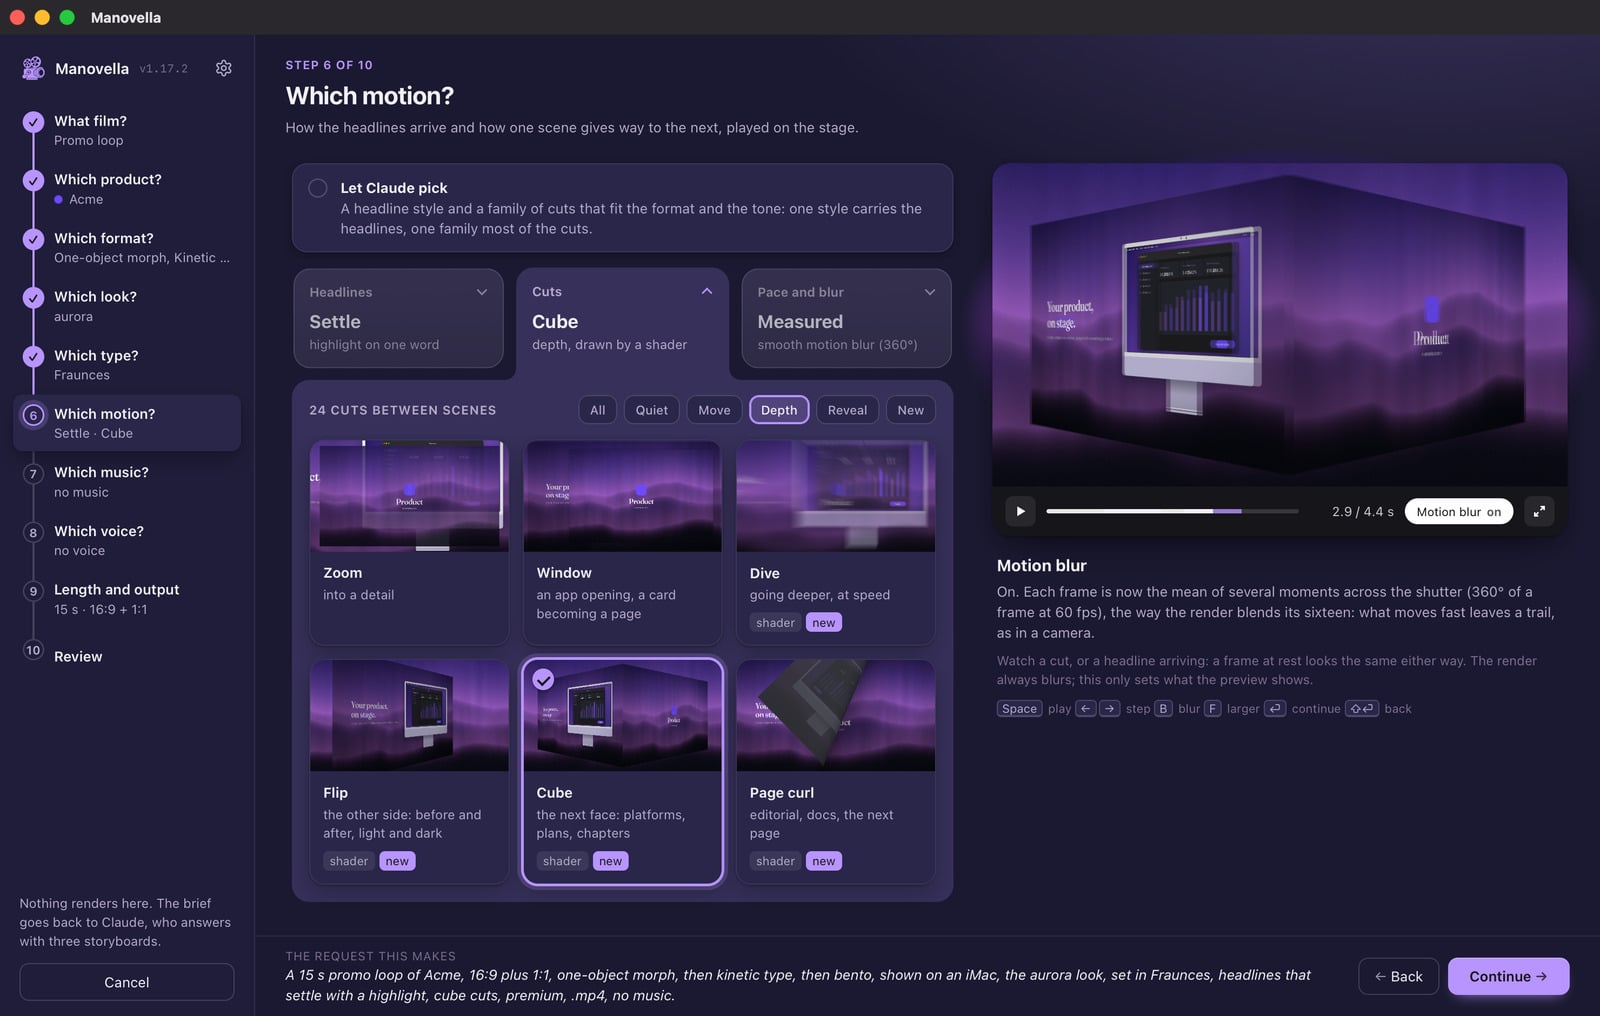 Manovella
Manovella v1.17.2
What film?
Promo loop
Which product?
Acme
Which format?
One-object morph, Kinetic ...
Which look?
aurora
Which type?
Fraunces
6
Which motion?
Settle · Cube
7
Which music?
no music
8
Which voice?
no voice
9
Length and output
15 s · 16:9 + 1:1
10
Review
Nothing renders here. The brief
goes back to Claude, who answers
with three storyboards.
Cancel
STEP 6 OF 10
Which motion?
How the headlines arrive and how one scene gives way to the next, played on the stage.
Let Claude pick
A headline style and a family of cuts that fit the format and the tone: one style carries the
headlines, one family most of the cuts.
Headlines
Settle
highlight on one word
Cuts
Cube
depth, drawn by a shader
Pace and blur
Measured
smooth motion blur (360°)
24 CUTS BETWEEN SCENES
All Quiet Move Depth Reveal New
Product
Zoom
into a detail
Product
Window
an app opening, a card
becoming a page
Dive
going deeper, at speed
shader new
Your product,
on stage.
Flip
the other side: before and
after, light and dark
shader new
Cube
the next face: platforms,
plans, chapters
shader new
Page curl
editorial, docs, the next
page
shader new
Your product,
on stage.
Product
2.9 / 4.4 s
Motion blur on
Motion blur
On. Each frame is now the mean of several moments across the shutter (360° of a
frame at 60 fps), the way the render blends its sixteen: what moves fast leaves a trail,
as in a camera.
Watch a cut, or a headline arriving: a frame at rest looks the same either way. The render
always blurs; this only sets what the preview shows.
Space play ← → step B blur F larger ⏎ continue ⇧⏎ back
THE REQUEST THIS MAKES
A 15 s promo loop of Acme, 16:9 plus 1:1, one-object morph, then kinetic type, then bento, shown on an iMac, the aurora look, set in Fraunces, headlines that
settle with a highlight, cube cuts, premium, .mp4, no music.
← Back
Continue →